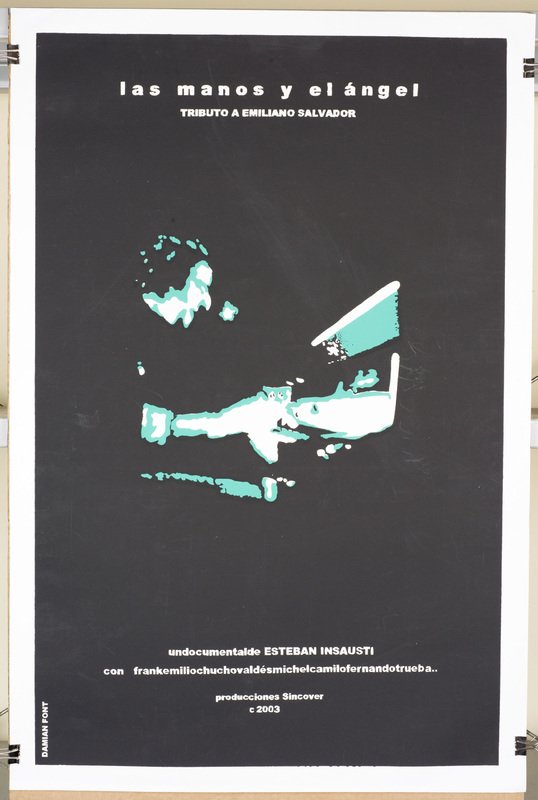 las manos y el ángel
TRIBUTO A EMILIANO SALVADOR
undocumentalde ESTEBAN INSAUSTI
con frankemiliochuchovaldésmichelcamilofernandotrueba..
producciones Sincover
c 2003
DAMIAN FONT